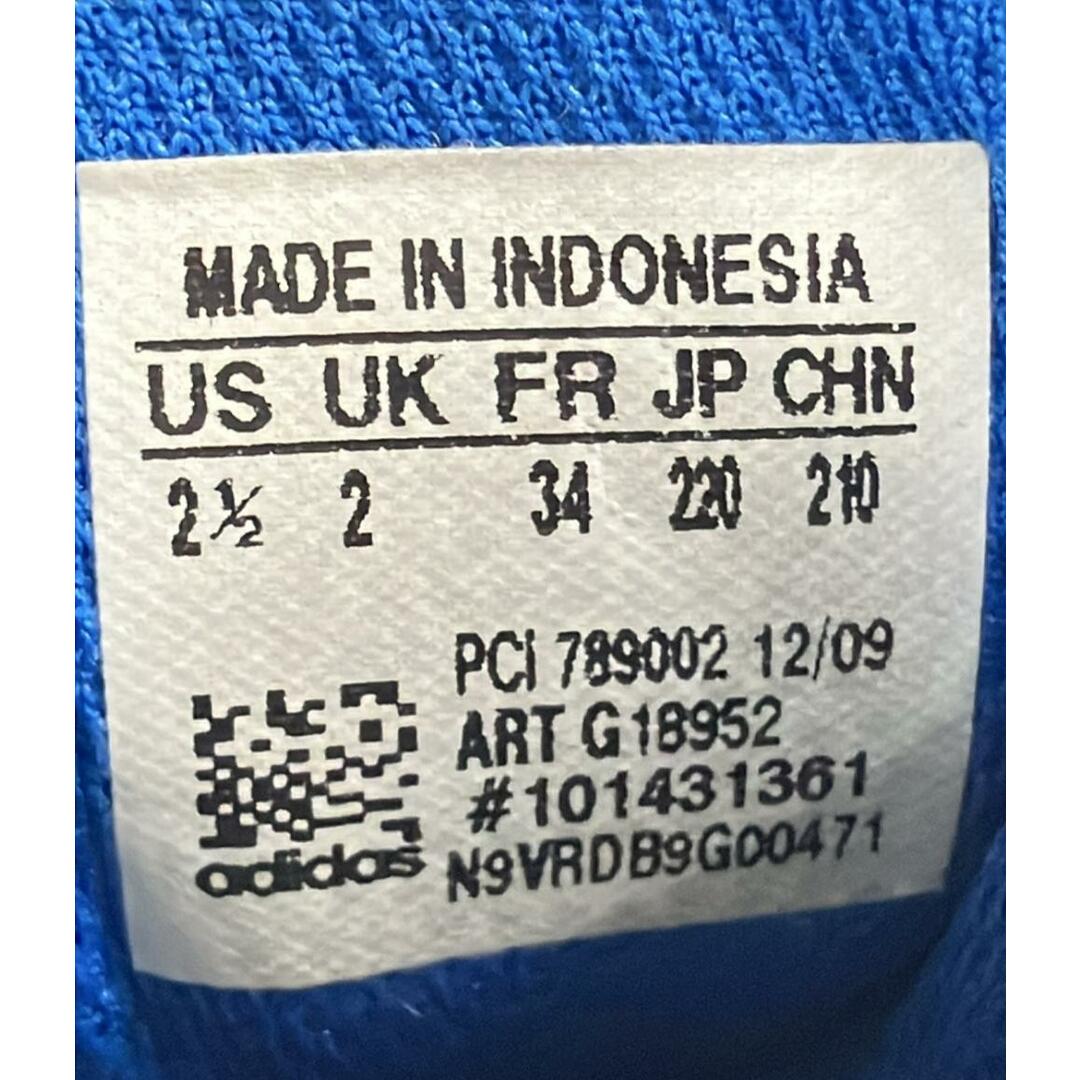 MADE IN INDONESIA
US UK FR JP CHN
2½ 2 34 220 210
PCI 789002 12/09
ART G18952
#101431361
adidas
N9VRDB9G00471